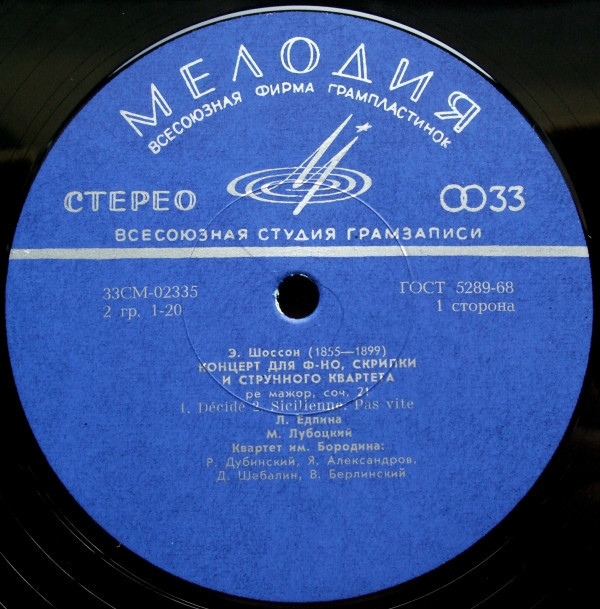 МЕЛОДИЯ
ВСЕСОЮЗНАЯ ФИРМА ГРАМПЛАСТИНОК
СТЕРЕО
33
ВСЕСОЮЗНАЯ СТУДИЯ ГРАМЗАПИСИ
33СМ-02335
ГОСТ 5289-68
2 гр. 1-20
1 сторона
Э. Шоссон (1855—1899)
КОНЦЕРТ ДЛЯ Ф-НО, СКРИПКИ
И СТРУННОГО КВАРТЕТА
ре мажор, соч. 21
1. Décidé 2. Sicilienne. Pas vite
Л. Едлина
М. Лубоцкий
Квартет им. Бородина:
Р. Дубинский, Я. Александров,
Д. Шебалин, В. Берлинский